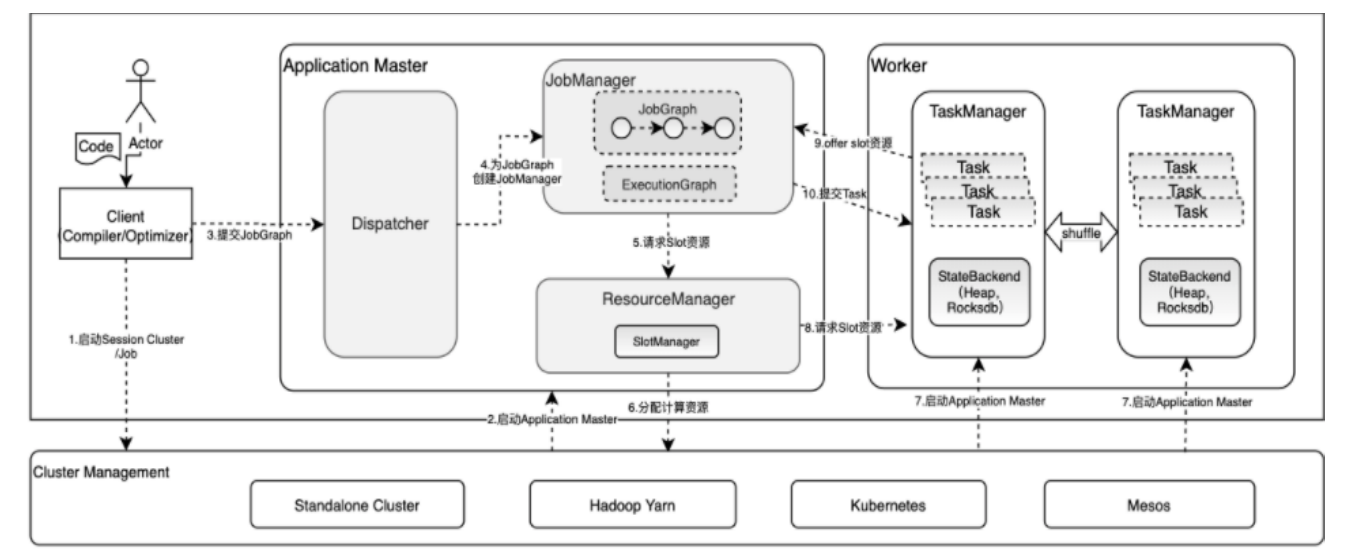 Code
Actor
Client
(Compiler/Optimizer)
3.提交JobGraph
1.启动Session Cluster
/Job
Application Master
Dispatcher
4.为JobGraph
创建JobManager
JobManager
JobGraph
ExecutionGraph
5.请求Slot资源
ResourceManager
SlotManager
6.分配计算资源
2.启动Application Master
9.offer slot资源
10.提交Task
8.请求Slot资源
Worker
TaskManager
Task
Task
Task
StateBackend
(Heap,
Rocksdb)
shuffle
TaskManager
Task
Task
Task
StateBackend
(Heap,
Rocksdb)
7.启动Application Master
7.启动Application Master
Cluster Management
Standalone Cluster
Hadoop Yarn
Kubernetes
Mesos